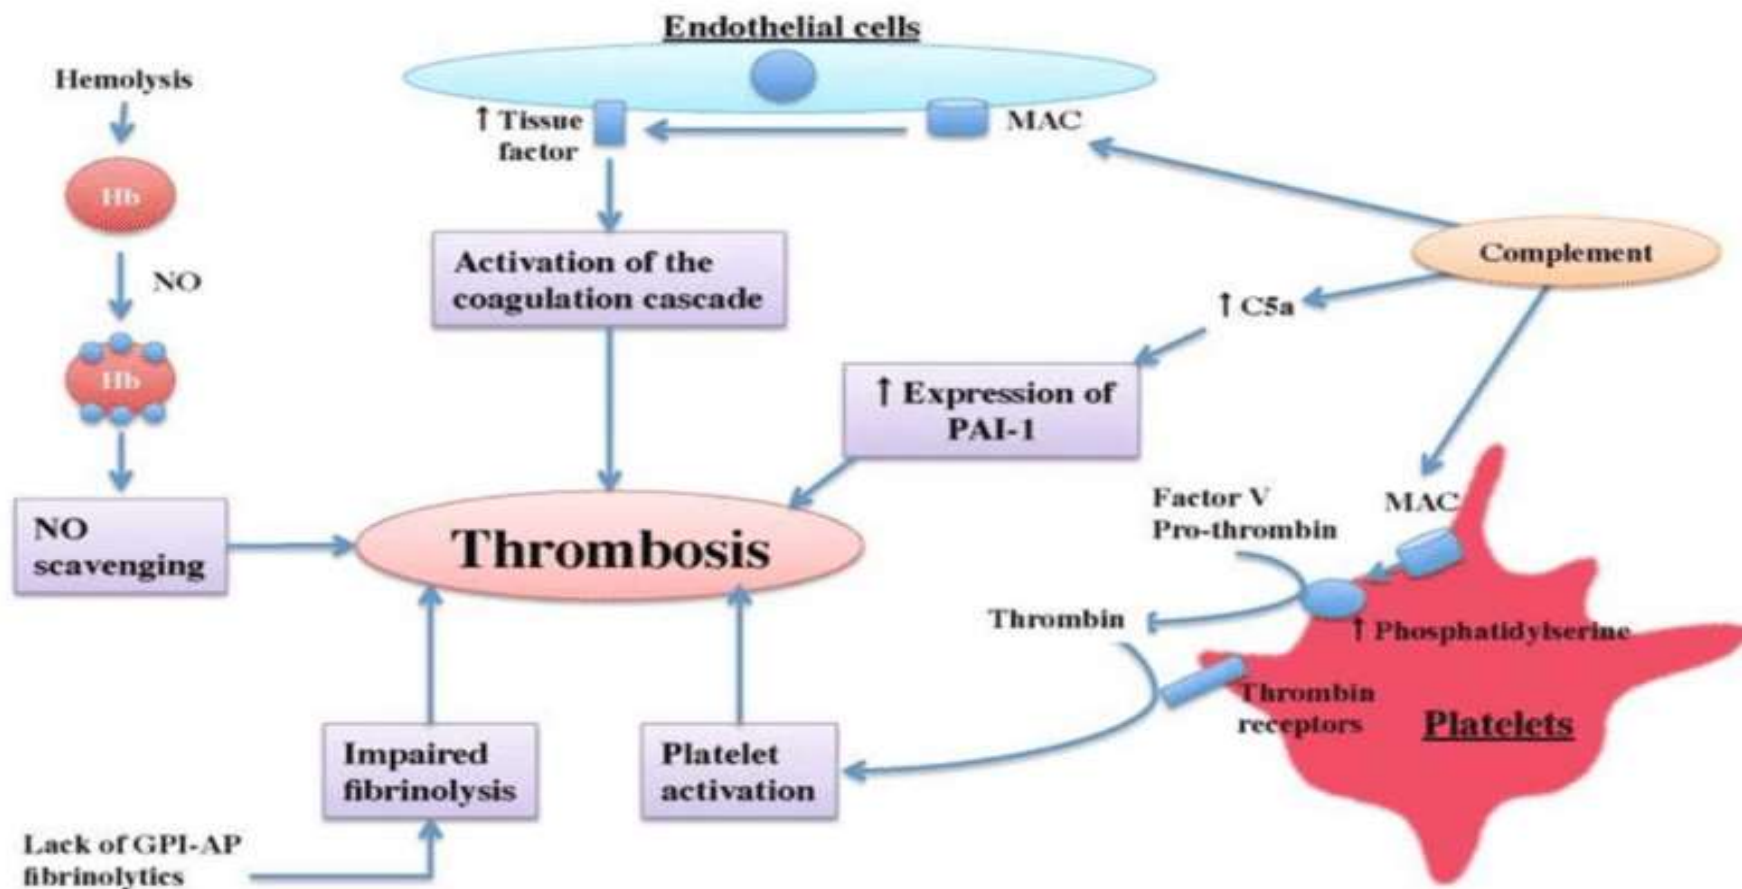 Endothelial cells
Hemolysis
↑ Tissue
factor
MAC
Hb
NO
Activation of the
coagulation cascade
Complement
↑ C5a
Hb
↑ Expression of
PAI-1
NO
scavenging
Thrombosis
Factor V
Pro-thrombin
MAC
Thrombin
↑ Phosphatidylserine
Thrombin
receptors
Platelets
Impaired
fibrinolysis
Platelet
activation
Lack of GPI-AP
fibrinolytics